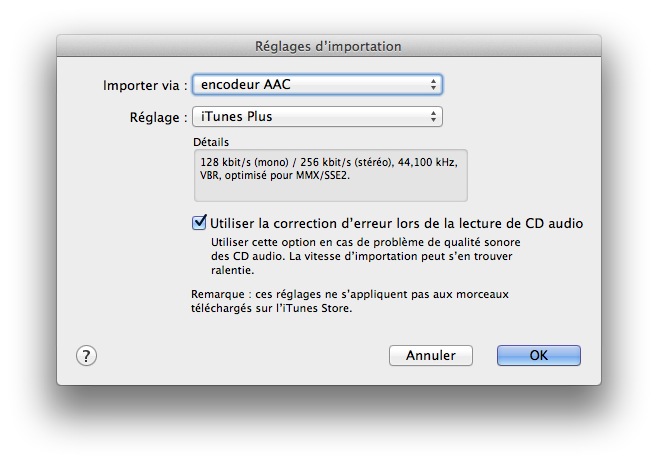 Réglages d'importation
Importer via : encodeur AAC
Réglage : iTunes Plus
Détails
128 kbit/s (mono) / 256 kbit/s (stéréo), 44,100 kHz,
VBR, optimisé pour MMX/SSE2.
Utiliser la correction d'erreur lors de la lecture de CD audio
Utiliser cette option en cas de problème de qualité sonore
des CD audio. La vitesse d'importation peut s'en trouver
ralentie.
Remarque : ces réglages ne s'appliquent pas aux morceaux
téléchargés sur l'iTunes Store.
? Annuler OK